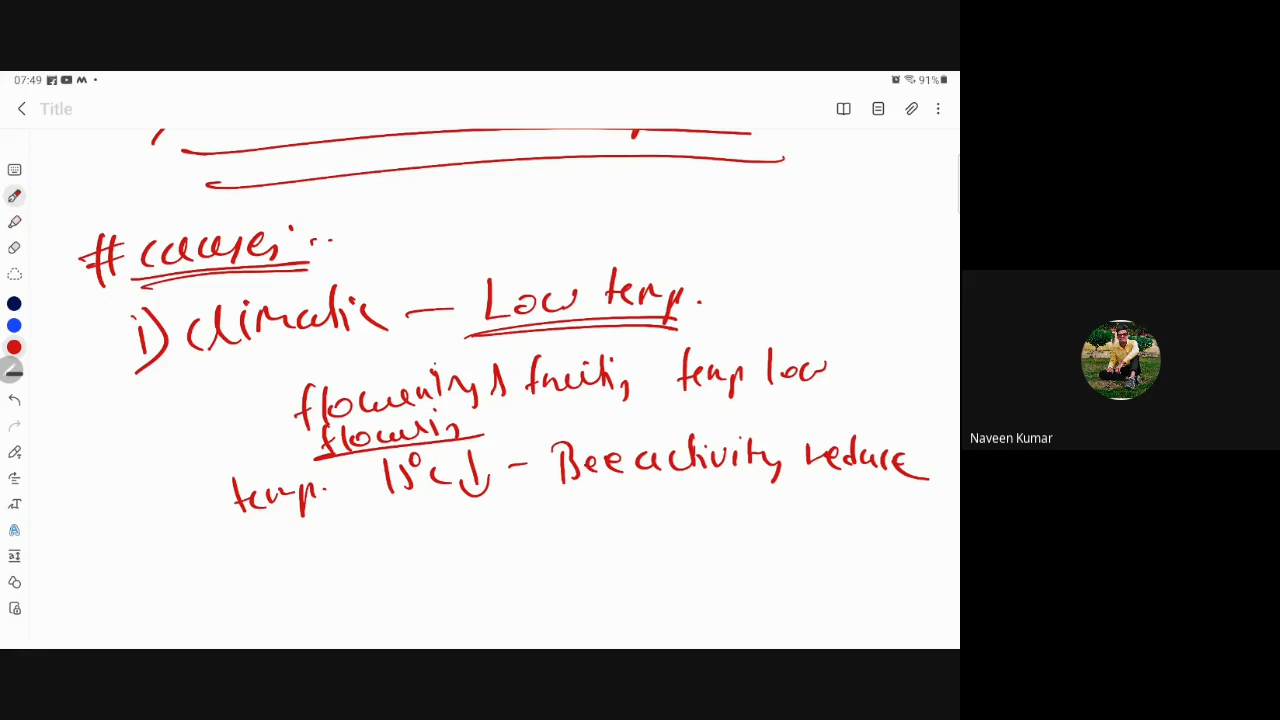 07:49
91%
Title
# causes ..
i) climatic — Low temp.
flowering & fruiting temp low
flowering
temp. 15°C ↓ - Bee activity reduce
Naveen Kumar